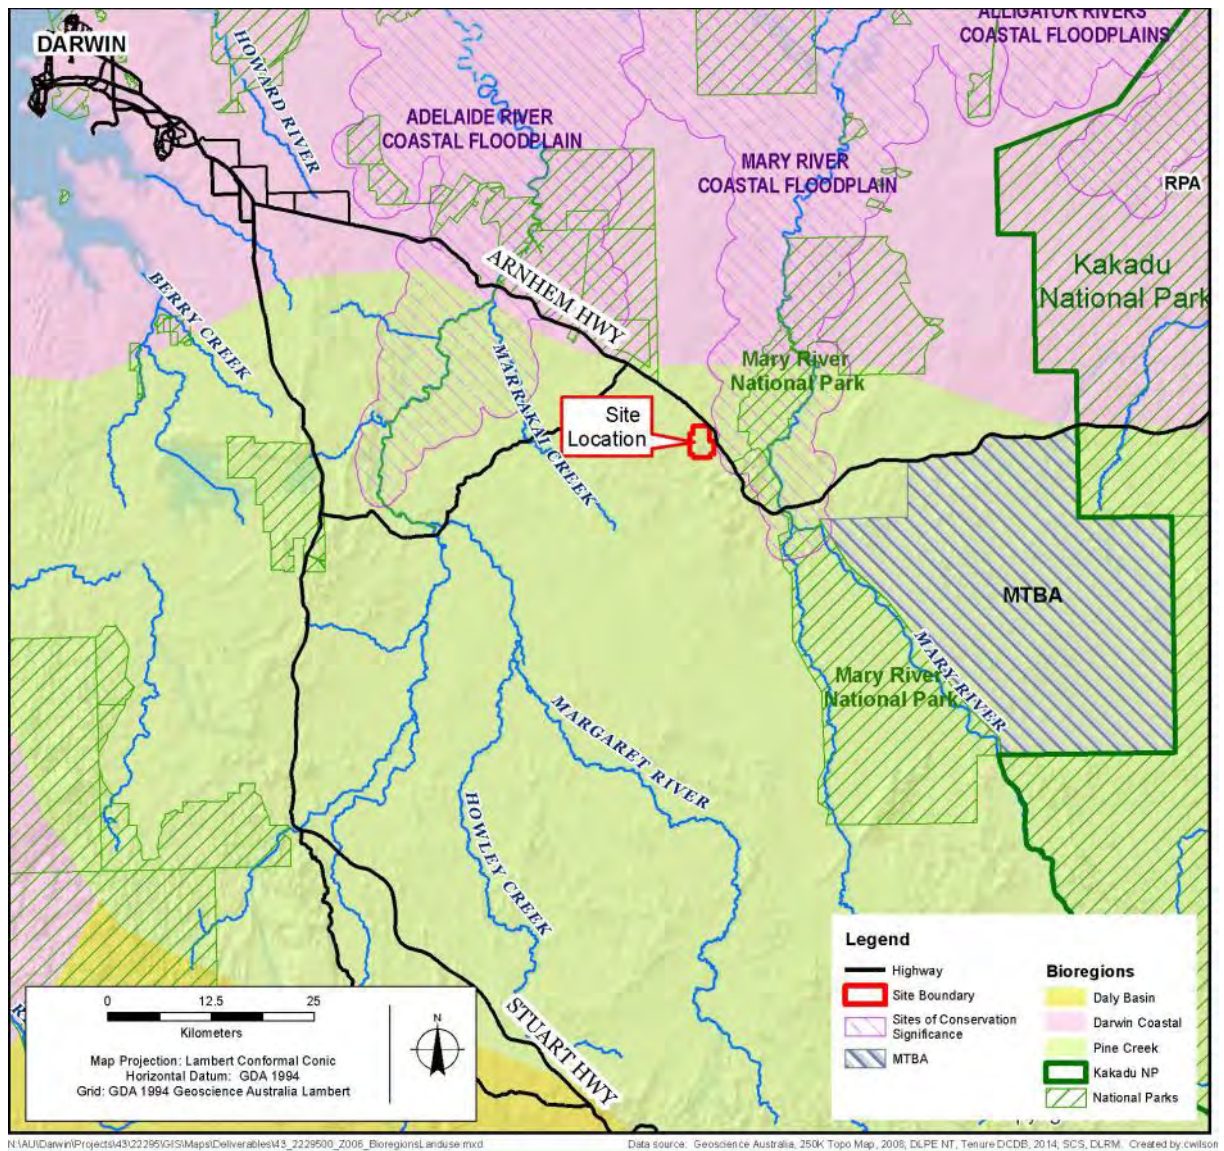 ALLIGATOR RIVERS
COASTAL FLOODPLAINS
DARWIN
HOWARD RIVER
ADELAIDE RIVER
COASTAL FLOODPLAIN
MARY RIVER
COASTAL FLOODPLAIN
RPA
Kakadu
National Park
BERRY CREEK
ARNHEM HWY
MARRAKAI CREEK
Mary River
National Park
Site
Location
MTBA
MARY RIVER
Mary River
National Park
MARGARET RIVER
HOWLEY CREEK
STUART HWY
Legend
Highway
Site Boundary
Sites of Conservation
Significance
MTBA
Bioregions
Daly Basin
Darwin Coastal
Pine Creek
Kakadu NP
National Parks
0 12.5 25
Kilometers
Map Projection: Lambert Conformal Conic
Horizontal Datum: GDA 1994
Grid: GDA 1994 Geoscience Australia Lambert
N
N:\AU\Darwin\Projects\43\22295\GIS\Maps\Deliverables\43_2229500_Z006_BioregionsLanduse.mxd
Data source: Geoscience Australia, 250K Topo Map, 2008; DLPE NT, Tenure DCDB, 2014; SCS, DLRM. Created by:cwilson